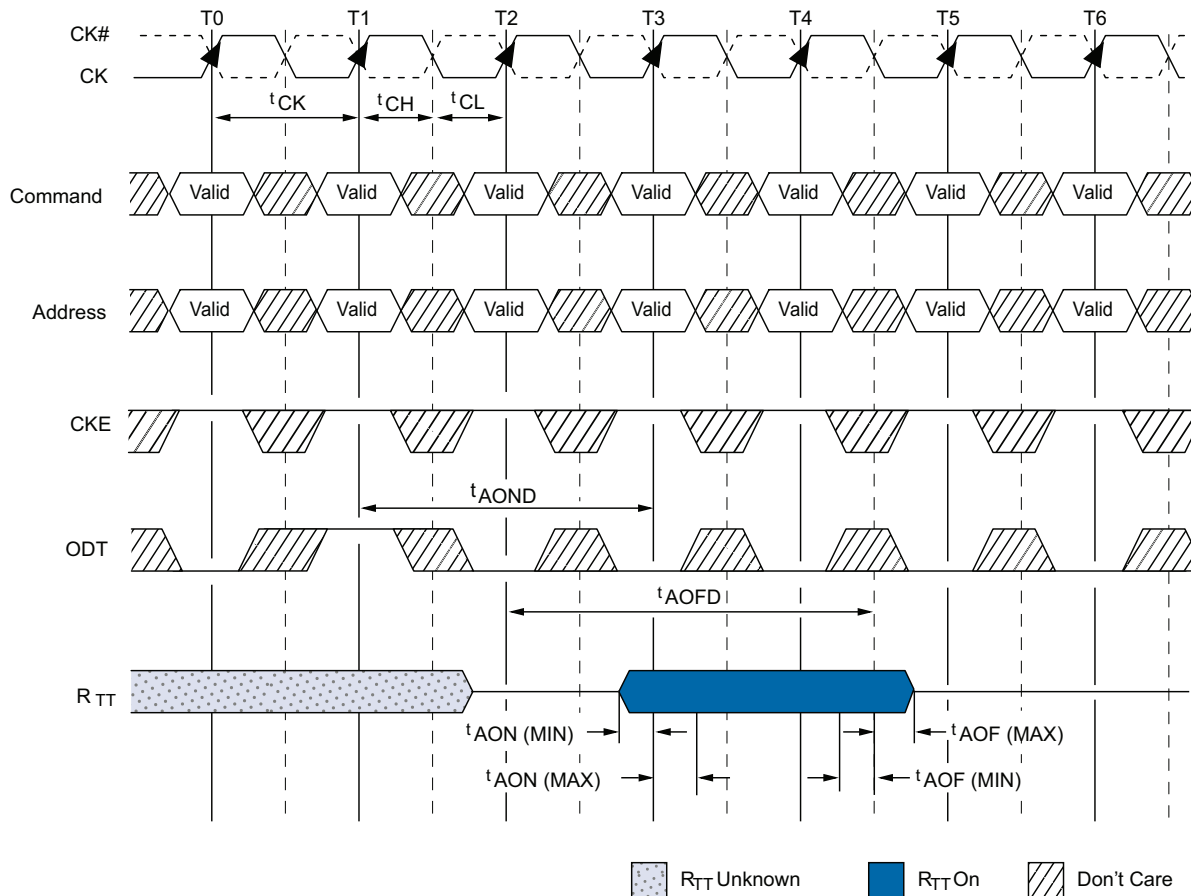 T0 T1 T2 T3 T4 T5 T6
CK#
CK
tCK tCH tCL
Command Valid Valid Valid Valid Valid Valid Valid
Address Valid Valid Valid Valid Valid Valid Valid
CKE
tAOND
ODT
tAOFD
RTT
tAON (MIN) tAOF (MAX)
tAON (MAX) tAOF (MIN)
RTT Unknown RTT On Don't Care